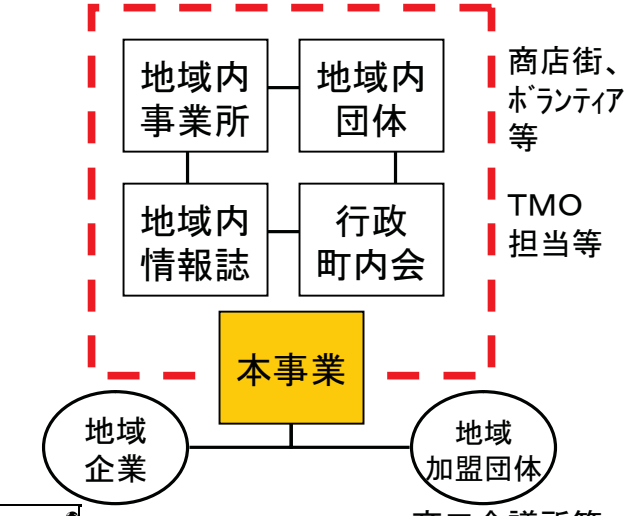 地域内
事業所
地域内
団体
商店街、
ﾎﾞﾗﾝﾃｨｱ
等
地域内
情報誌
行政
町内会
TMO
担当等
本事業
地域
企業
地域
加盟団体